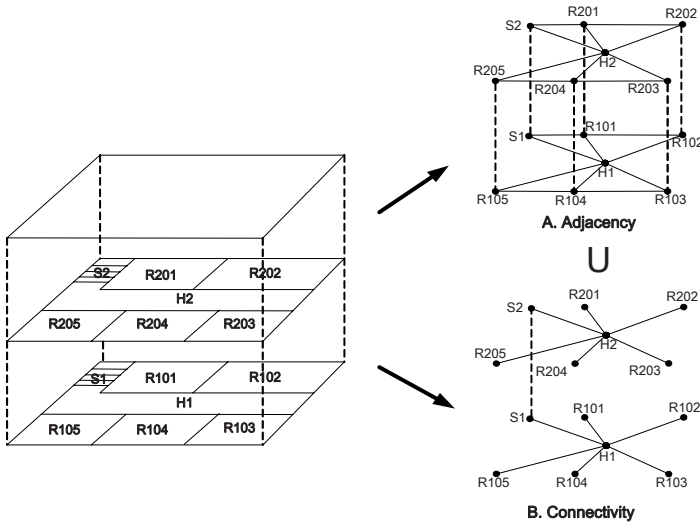 S2 R201 R202
H2
R205 R204 R203
S1 R101 R102
H1
R105 R104 R103
S2 R201 R202
H2
R205 R204 R203
S1 R101 R102
H1
R105 R104 R103
A. Adjacency
U
S2 R201 R202
H2
R205 R204 R203
S1 R101 R102
H1
R105 R104 R103
B. Connectivity